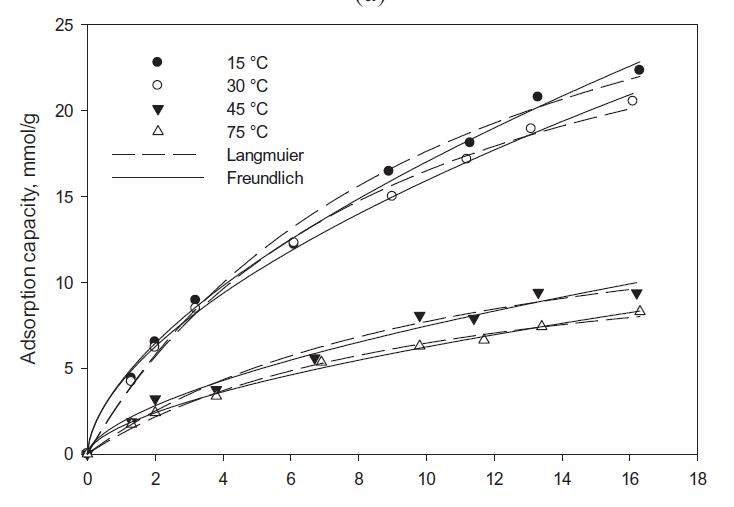 (a)
25
20
15
10
5
0
Adsorption capacity, mmol/g
15 °C
30 °C
45 °C
75 °C
Langmuier
Freundlich
0 2 4 6 8 10 12 14 16 18